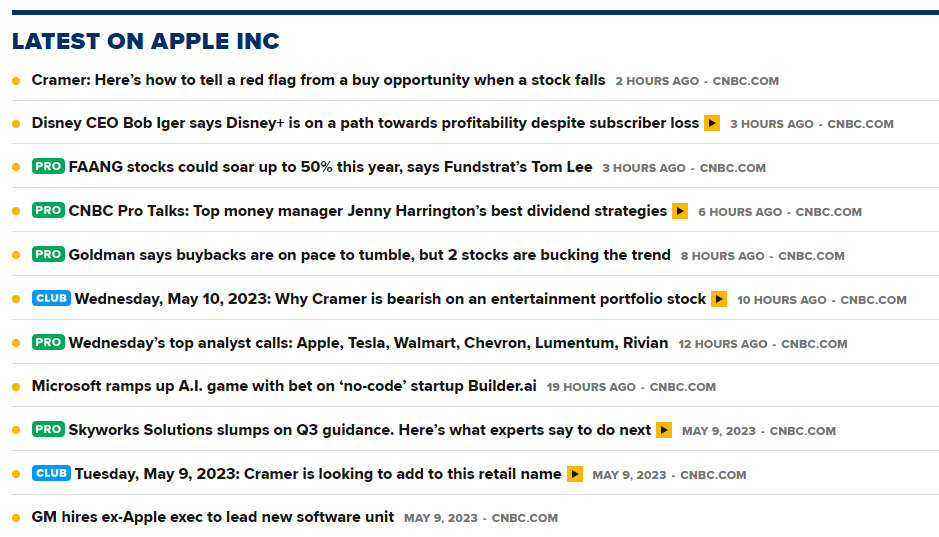 LATEST ON APPLE INC
Cramer: Here’s how to tell a red flag from a buy opportunity when a stock falls 2 HOURS AGO - CNBC.COM
Disney CEO Bob Iger says Disney+ is on a path towards profitability despite subscriber loss 3 HOURS AGO - CNBC.COM
PRO FAANG stocks could soar up to 50% this year, says Fundstrat’s Tom Lee 3 HOURS AGO - CNBC.COM
PRO CNBC Pro Talks: Top money manager Jenny Harrington’s best dividend strategies 6 HOURS AGO - CNBC.COM
PRO Goldman says buybacks are on pace to tumble, but 2 stocks are bucking the trend 8 HOURS AGO - CNBC.COM
CLUB Wednesday, May 10, 2023: Why Cramer is bearish on an entertainment portfolio stock 10 HOURS AGO - CNBC.COM
PRO Wednesday’s top analyst calls: Apple, Tesla, Walmart, Chevron, Lumentum, Rivian 12 HOURS AGO - CNBC.COM
Microsoft ramps up A.I. game with bet on ‘no-code’ startup Builder.ai 19 HOURS AGO - CNBC.COM
PRO Skyworks Solutions slumps on Q3 guidance. Here’s what experts say to do next MAY 9, 2023 - CNBC.COM
CLUB Tuesday, May 9, 2023: Cramer is looking to add to this retail name MAY 9, 2023 - CNBC.COM
GM hires ex-Apple exec to lead new software unit MAY 9, 2023 - CNBC.COM